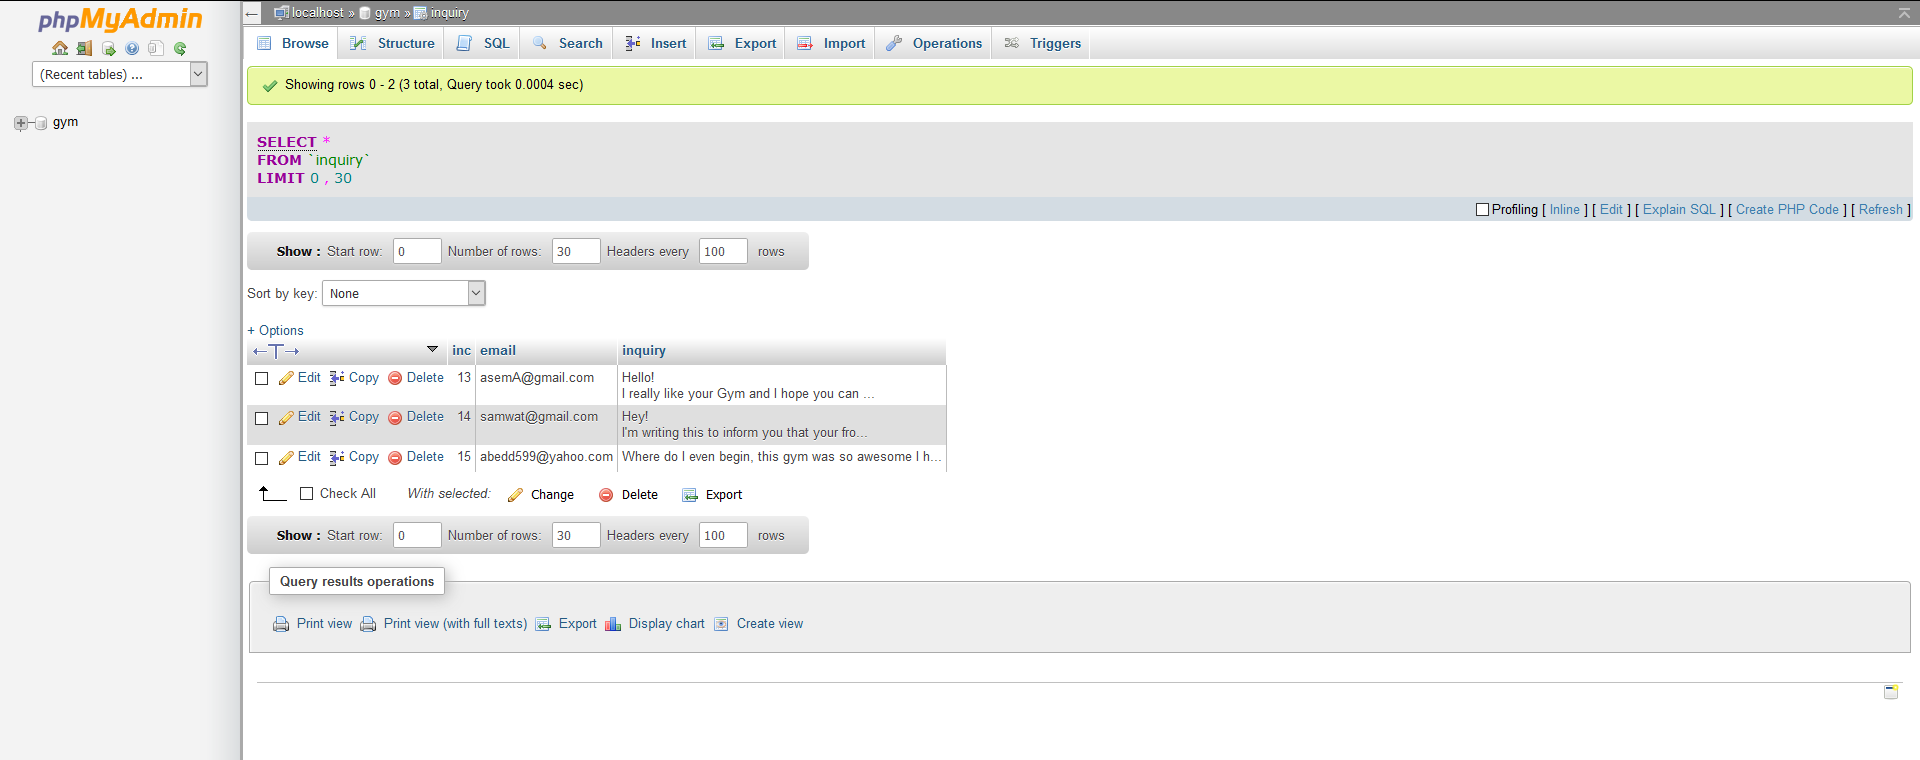 phpMyAdmin
(Recent tables) ...
gym
localhost » gym » inquiry
Browse Structure SQL Search Insert Export Import Operations Triggers
Showing rows 0 - 2 (3 total, Query took 0.0004 sec)
SELECT *
FROM `inquiry`
LIMIT 0 , 30
Profiling [ Inline ] [ Edit ] [ Explain SQL ] [ Create PHP Code ] [ Refresh ]
Show : Start row: 0 Number of rows: 30 Headers every 100 rows
Sort by key: None
+ Options
←T→ inc email inquiry
Edit Copy Delete 13 asemA@gmail.com Hello!
I really like your Gym and I hope you can ...
Edit Copy Delete 14 samwat@gmail.com Hey!
I'm writing this to inform you that your fro...
Edit Copy Delete 15 abedd599@yahoo.com Where do I even begin, this gym was so awesome I h...
Check All With selected: Change Delete Export
Show : Start row: 0 Number of rows: 30 Headers every 100 rows
Query results operations
Print view Print view (with full texts) Export Display chart Create view